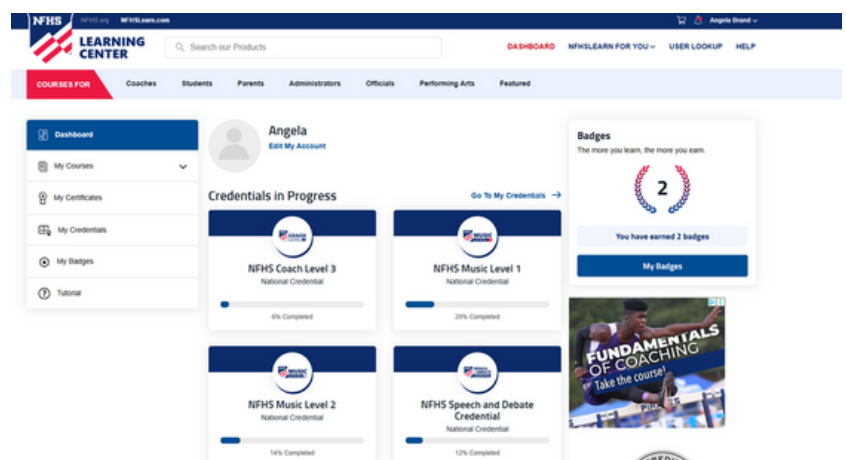 NFHS
NFHS.org
NFHSLearn.com
Angela Brand
LEARNING
CENTER
Search our Products
DASHBOARD
NFHSLEARN FOR YOU
USER LOOKUP
HELP
COURSES FOR
Coaches
Students
Parents
Administrators
Officials
Performing Arts
Featured
Dashboard
My Courses
My Certificates
My Credentials
My Badges
Tutorial
Angela
Edit My Account
Credentials in Progress
Go To My Credentials
COACH
NFHS Coach Level 3
National Credential
6% Completed
MUSIC
NFHS Music Level 1
National Credential
20% Completed
MUSIC
NFHS Music Level 2
National Credential
14% Completed
NFHS Speech and Debate
Credential
National Credential
12% Completed
Badges
The more you learn, the more you earn.
2
You have earned 2 badges
My Badges
FUNDAMENTALS
OF COACHING
Take the course!